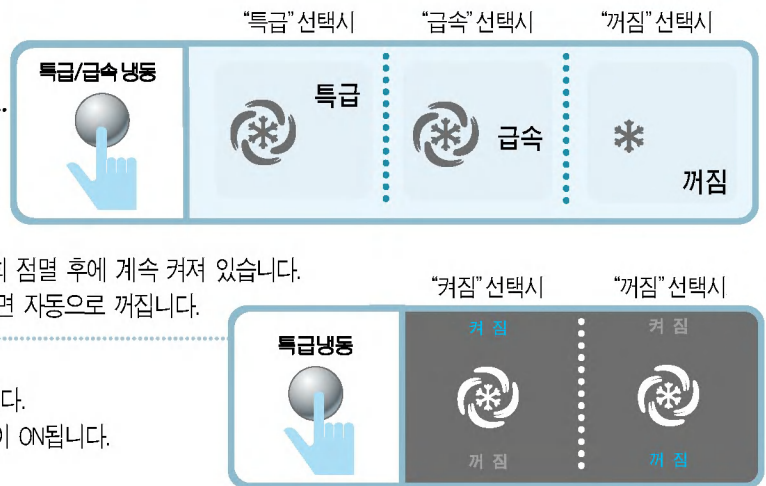 “특급”선택시 “급속”선택시 “꺼짐”선택시
특급/급속 냉동
특급
급속
꺼짐
점멸 후에 계속 켜져 있습니다.
자동으로 꺼집니다.
“켜짐”선택시 “꺼짐”선택시
특급냉동
켜 짐 켜 짐
다.
ON됩니다.
꺼 짐 꺼 짐